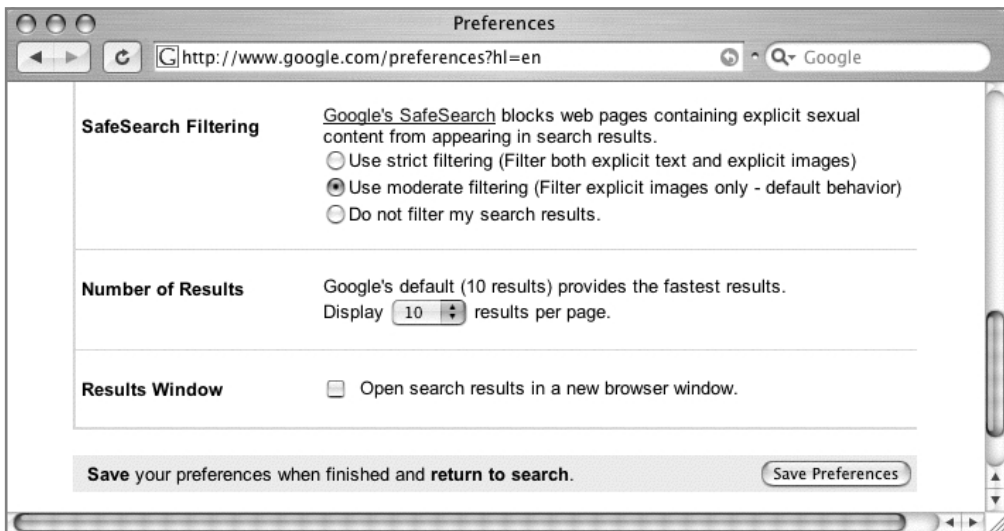 Preferences
http://www.google.com/preferences?hl=en
Google
SafeSearch Filtering
Google's SafeSearch blocks web pages containing explicit sexual
content from appearing in search results.
Use strict filtering (Filter both explicit text and explicit images)
Use moderate filtering (Filter explicit images only - default behavior)
Do not filter my search results.
Number of Results
Google's default (10 results) provides the fastest results.
Display 10 results per page.
Results Window
Open search results in a new browser window.
Save your preferences when finished and return to search.
Save Preferences